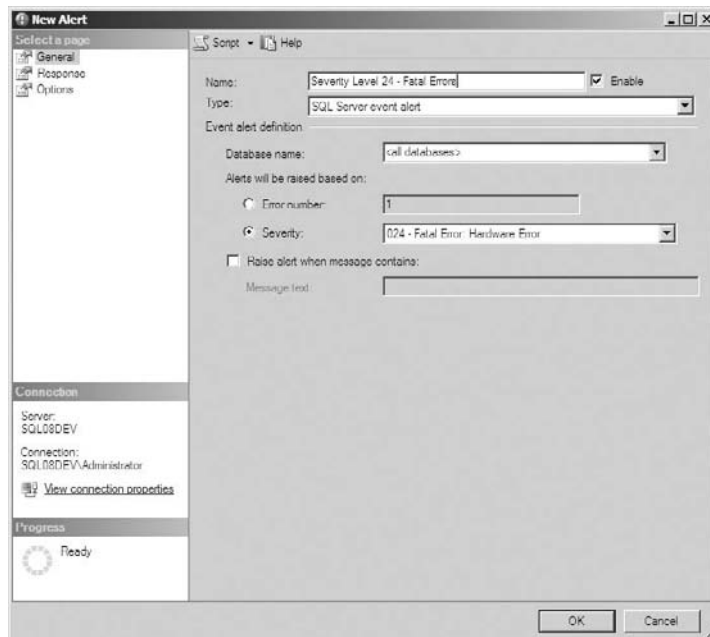 New Alert
Select a page
General
Response
Options
Script Help
Name: Severity Level 24 - Fatal Errors Enable
Type: SQL Server event alert
Event alert definition
Database name: <all databases>
Alerts will be raised based on:
Error number: 1
Severity: 024 - Fatal Error: Hardware Error
Raise alert when message contains:
Message text:
Connection
Server:
SQL08DEV
Connection:
SQL08DEV\Administrator
View connection properties
Progress
Ready
OK Cancel